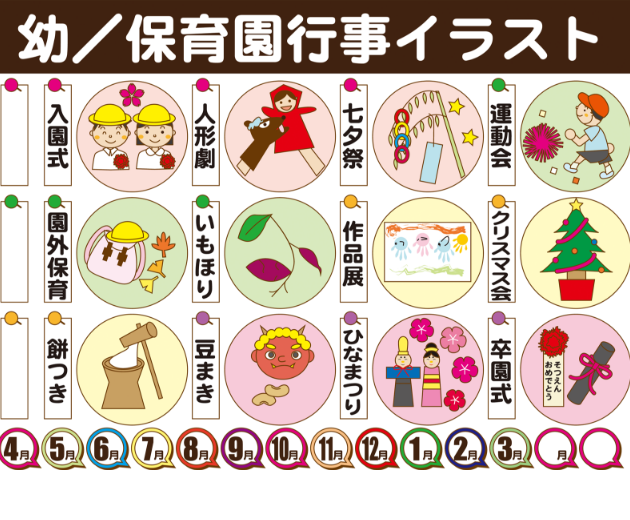 幼／保育園行事イラスト
入園式
人形劇
七夕祭
運動会
園外保育
いもほり
作品展
クリスマス会
餅つき
豆まき
ひなまつり
卒園式
そつえん
おめでとう
4月
5月
6月
7月
8月
9月
10月
11月
12月
1月
2月
3月
月